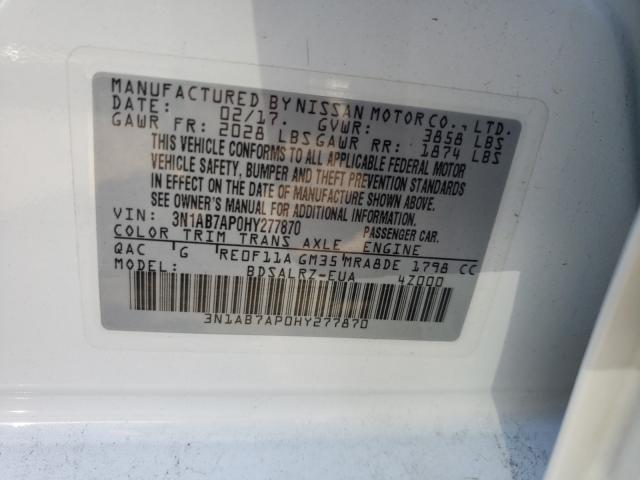 MANUFACTURED BY NISSAN MOTOR CO., LTD.
DATE: 02/17. GVWR: 3858 LBS
GAWR FR: 2028 LBS GAWR RR: 1874 LBS
THIS VEHICLE CONFORMS TO ALL APPLICABLE FEDERAL MOTOR
VEHICLE SAFETY, BUMPER, AND THEFT PREVENTION STANDARDS
IN EFFECT ON THE DATE OF MANUFACTURE SHOWN ABOVE.
SEE OWNER'S MANUAL FOR ADDITIONAL INFORMATION.
VIN: 3N1AB7AP0HY277870 PASSENGER CAR.
COLOR TRIM TRANS AXLE ENGINE
QAC G RE0F11A GM35 MRA8DE 1798 CC
MODEL: BDSALRZ-EUA 4Z000
3N1AB7AP0HY277870